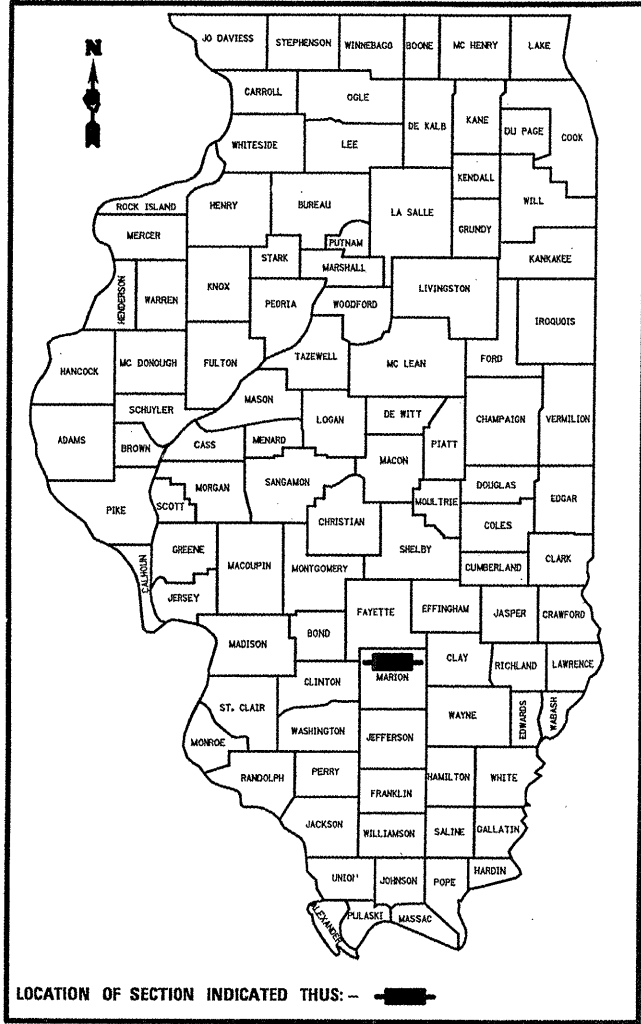 N
JO DAVIESS
STEPHENSON
WINNEBAGO
BOONE
MC HENRY
LAKE
CARROLL
OGLE
DE KALB
KANE
DU PAGE
COOK
WHITESIDE
LEE
KENDALL
WILL
ROCK ISLAND
HENRY
BUREAU
LA SALLE
GRUNDY
MERCER
PUTNAM
STARK
MARSHALL
KANKAKEE
HENDERSON
WARREN
KNOX
PEORIA
WOODFORD
LIVINGSTON
IROQUOIS
HANCOCK
MC DONOUGH
FULTON
TAZEWELL
MC LEAN
FORD
MASON
SCHUYLER
LOGAN
DE WITT
CHAMPAIGN
VERMILION
ADAMS
BROWN
CASS
MENARD
PIATT
MACON
PIKE
SCOTT
MORGAN
SANGAMON
MOULTRIE
DOUGLAS
EDGAR
CHRISTIAN
COLES
GREENE
MACOUPIN
MONTGOMERY
SHELBY
CUMBERLAND
CLARK
CALHOUN
JERSEY
FAYETTE
EFFINGHAM
JASPER
CRAWFORD
MADISON
BOND
CLAY
RICHLAND
LAWRENCE
CLINTON
MARION
ST. CLAIR
WAYNE
EDWARDS
WABASH
MONROE
WASHINGTON
JEFFERSON
RANDOLPH
PERRY
HAMILTON
WHITE
FRANKLIN
JACKSON
WILLIAMSON
SALINE
GALLATIN
UNION
JOHNSON
POPE
HARDIN
ALEXANDER
PULASKI
MASSAC
LOCATION OF SECTION INDICATED THUS: –